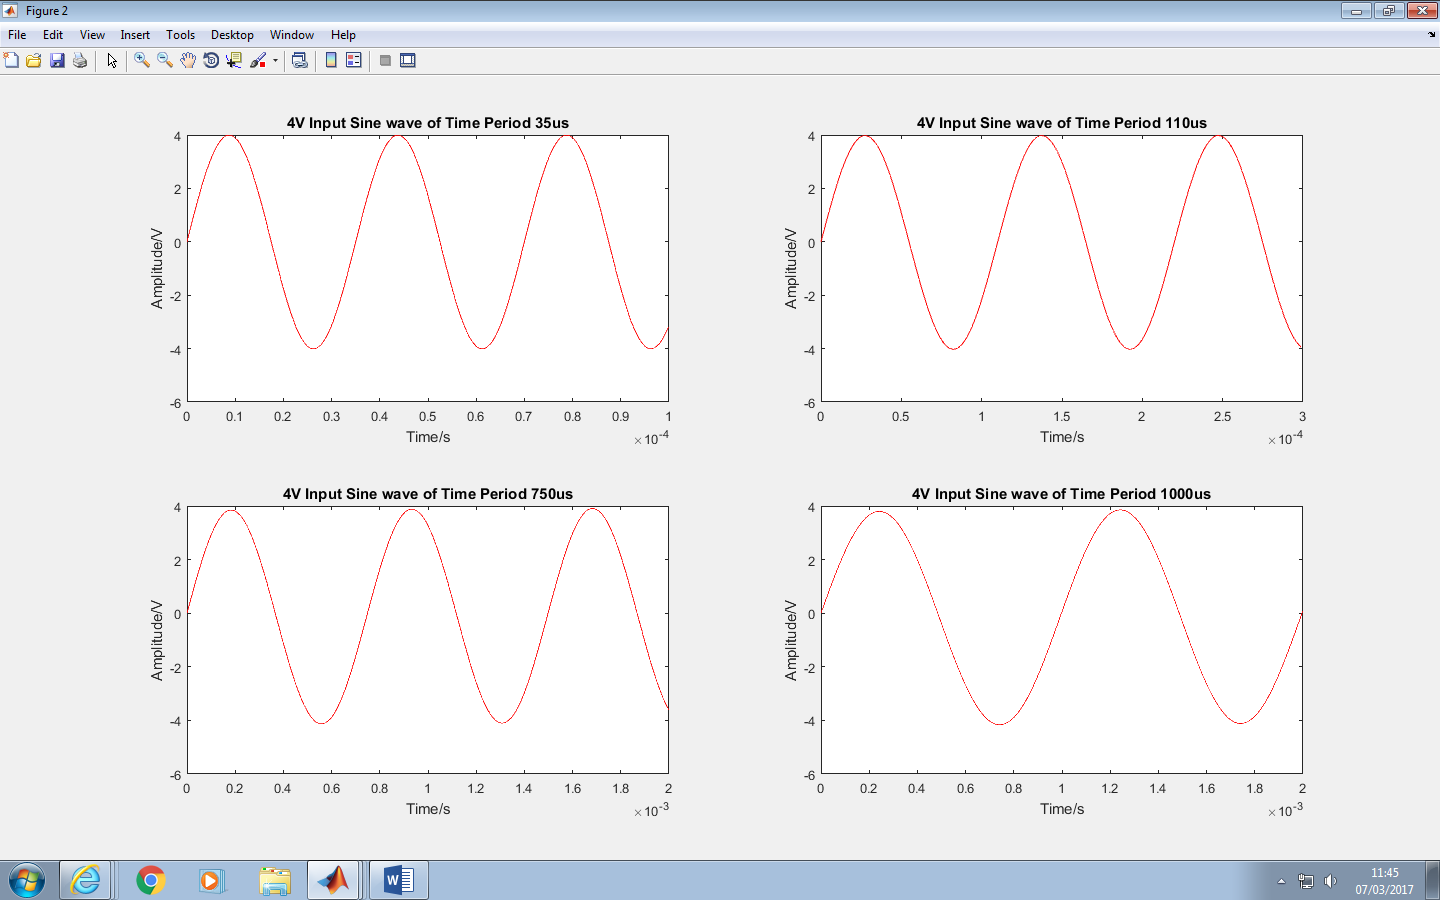 Figure 2
File Edit View Insert Tools Desktop Window Help
4V Input Sine wave of Time Period 35us
4
2
0
-2
-4
-6
Amplitude/V
0 0.1 0.2 0.3 0.4 0.5 0.6 0.7 0.8 0.9 1
Time/s
×10-4
4V Input Sine wave of Time Period 110us
4
2
0
-2
-4
-6
Amplitude/V
0 0.5 1 1.5 2 2.5 3
Time/s
×10-4
4V Input Sine wave of Time Period 750us
4
2
0
-2
-4
-6
Amplitude/V
0 0.2 0.4 0.6 0.8 1 1.2 1.4 1.6 1.8 2
Time/s
×10-3
4V Input Sine wave of Time Period 1000us
4
2
0
-2
-4
-6
Amplitude/V
0 0.2 0.4 0.6 0.8 1 1.2 1.4 1.6 1.8 2
Time/s
×10-3
W
11:45
07/03/2017